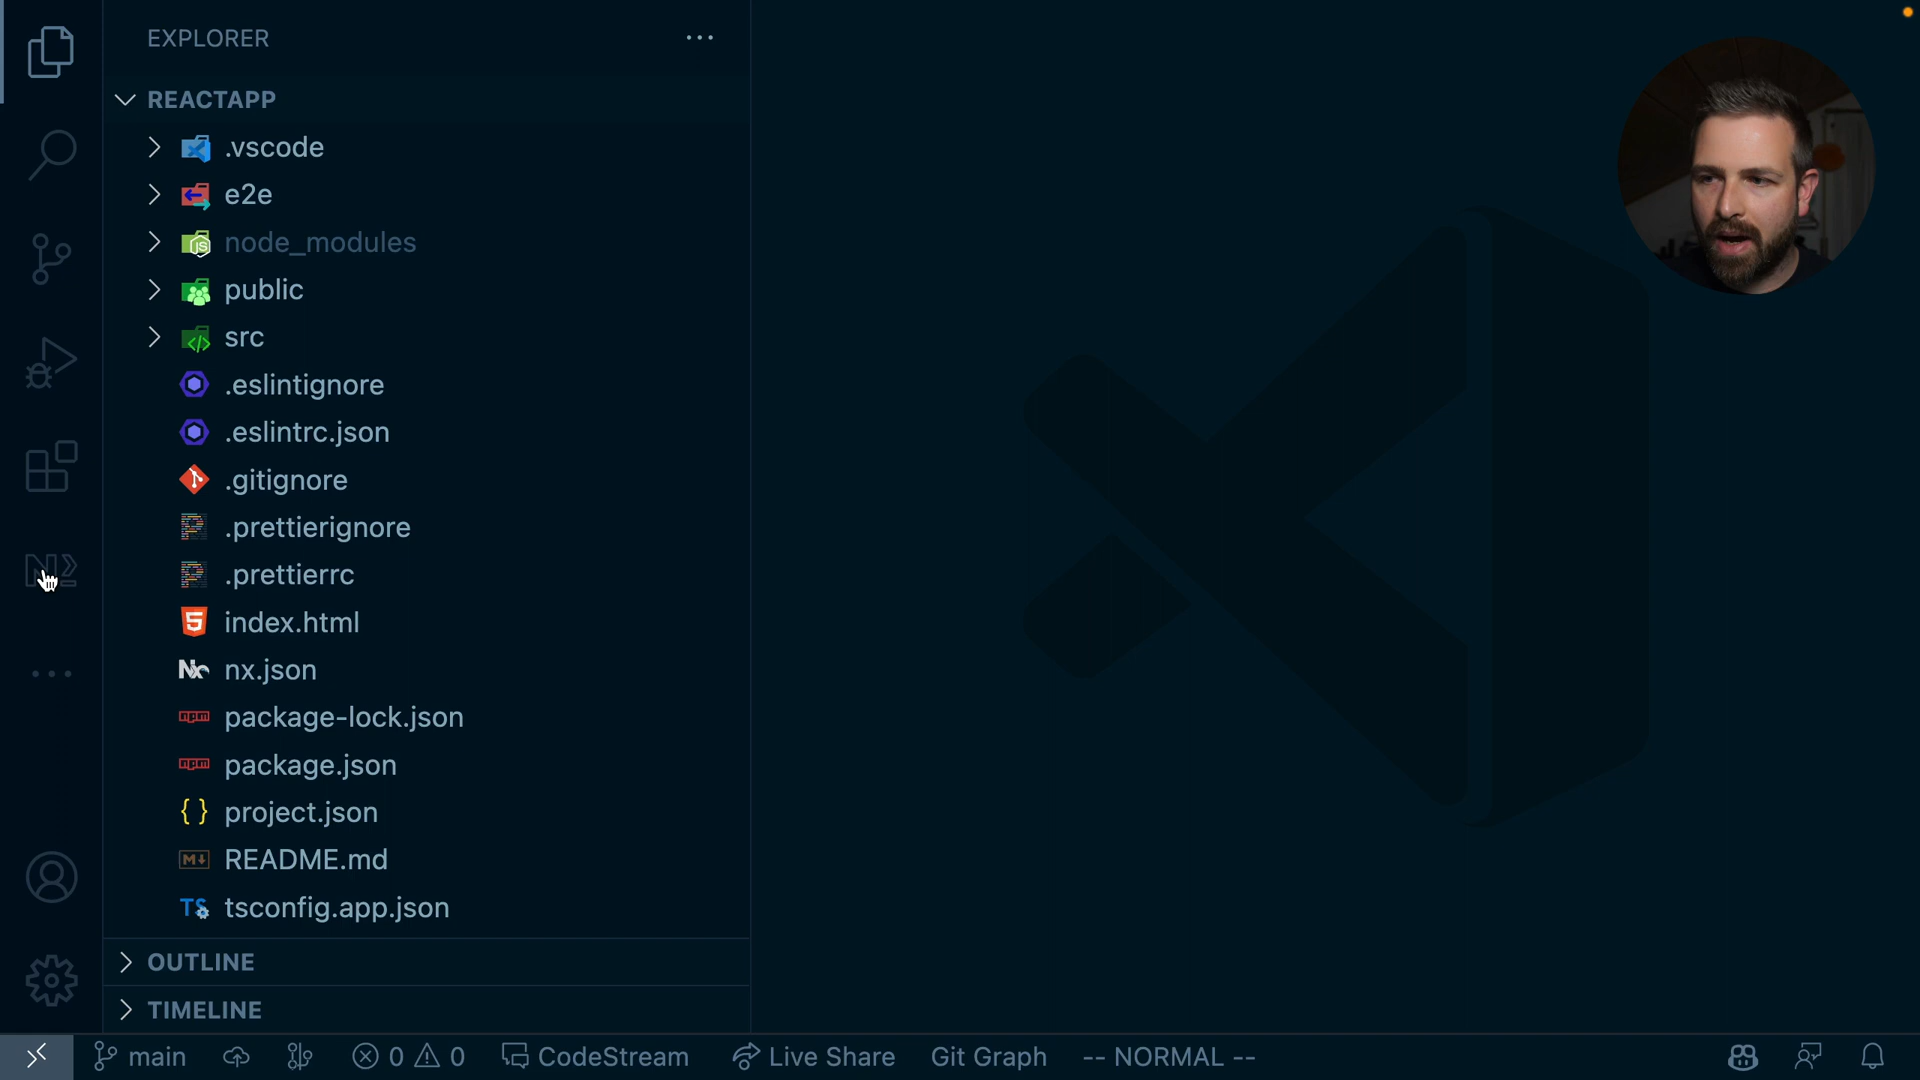 EXPLORER
REACTAPP
.vscode
e2e
node_modules
public
src
.eslintignore
.eslintrc.json
.gitignore
.prettierignore
.prettierrc
index.html
nx.json
package-lock.json
package.json
project.json
README.md
tsconfig.app.json
OUTLINE
TIMELINE
main 0 0 CodeStream Live Share Git Graph -- NORMAL --